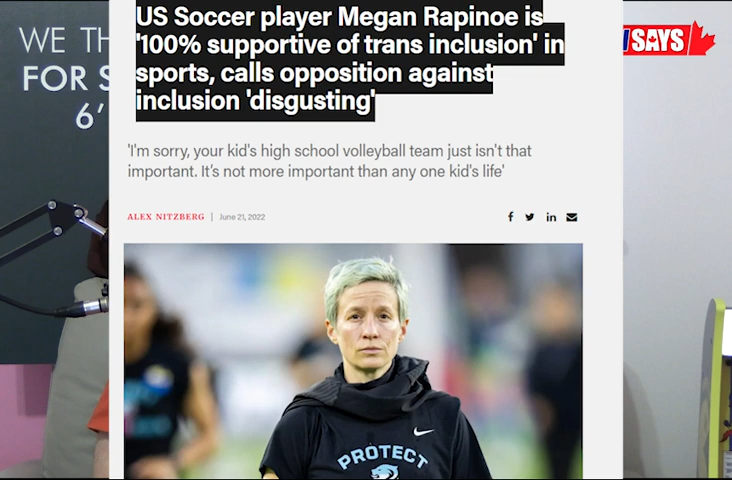 WE TH
FOR S
6'
US Soccer player Megan Rapinoe is
'100% supportive of trans inclusion' in
sports, calls opposition against
inclusion 'disgusting'
SAYS
'I'm sorry, your kid's high school volleyball team just isn't that
important. It's not more important than any one kid's life'
ALEX NITZBERG | June 21, 2022
PROTECT